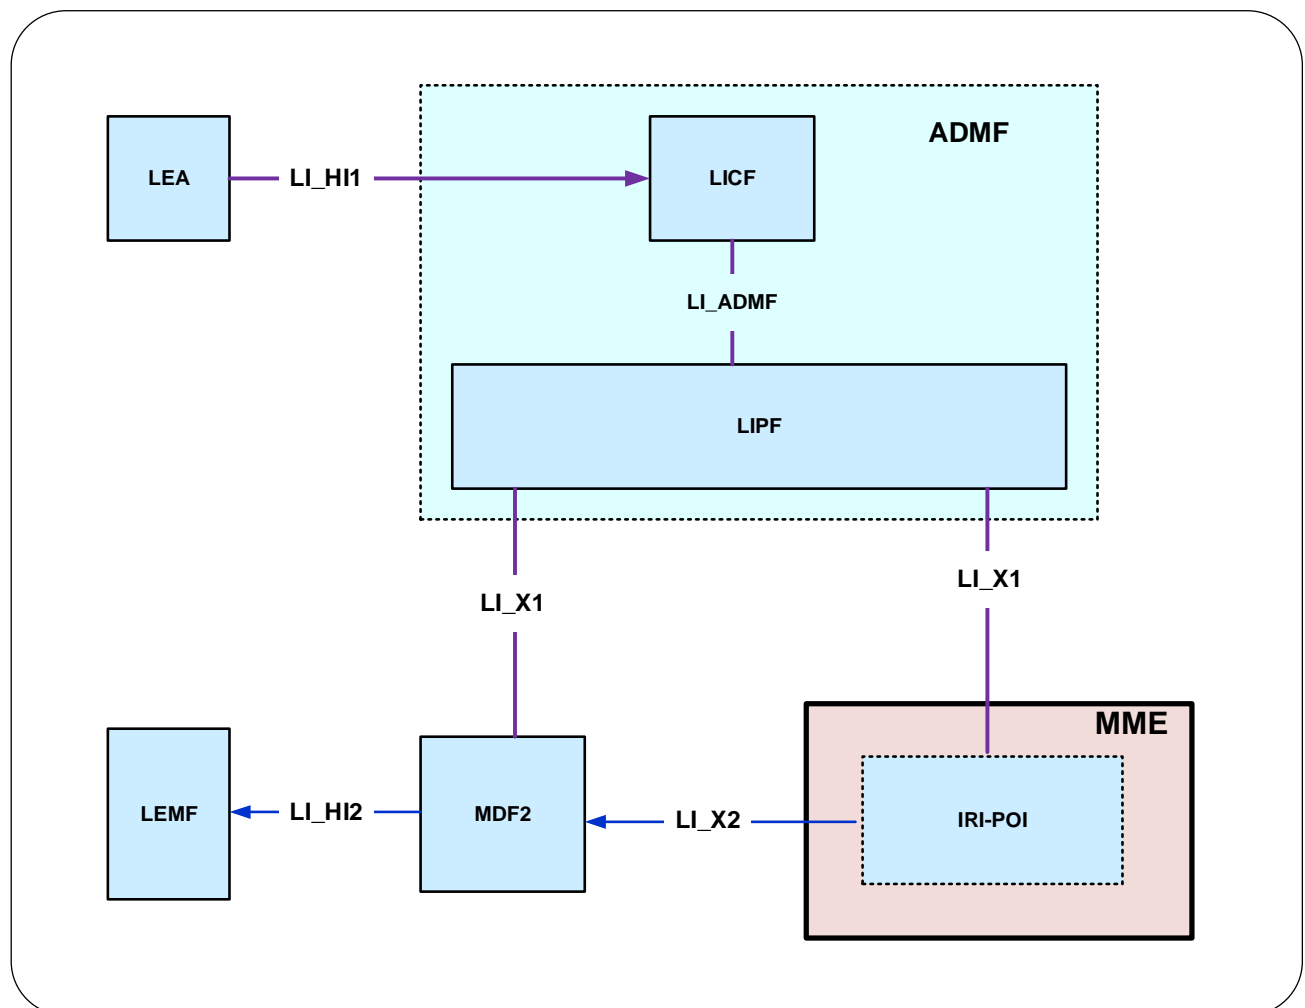 ADMF
LEA
LI_HI1
LICF
LI_ADMF
LIPF
LI_X1
LI_X1
MME
LEMF
LI_HI2
MDF2
LI_X2
IRI-POI